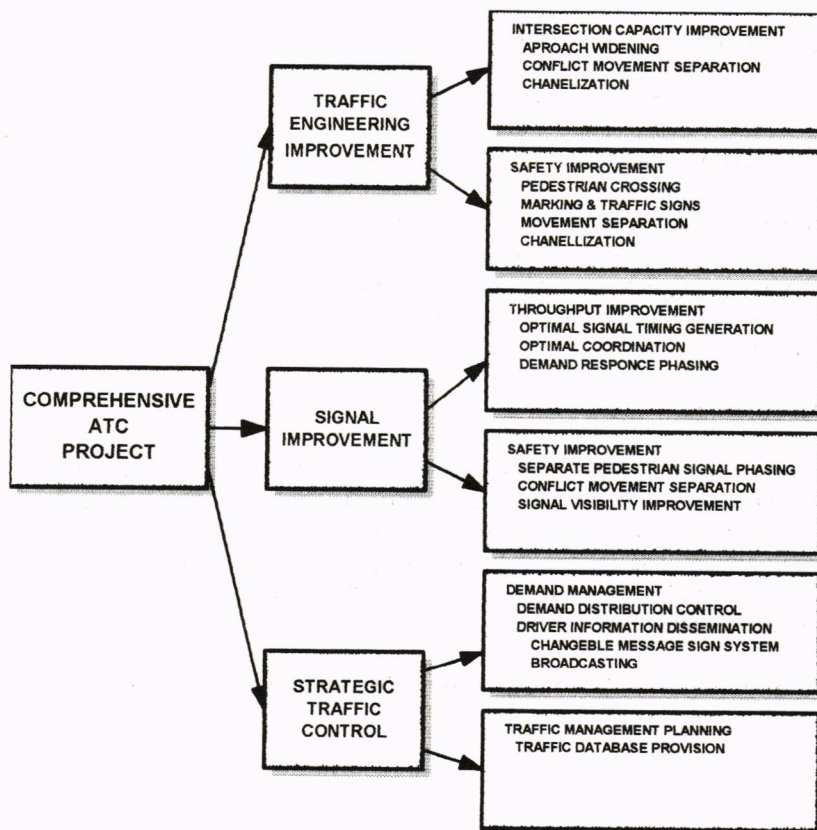 COMPREHENSIVE
ATC
PROJECT
TRAFFIC
ENGINEERING
IMPROVEMENT
INTERSECTION CAPACITY IMPROVEMENT
APROACH WIDENING
CONFLICT MOVEMENT SEPARATION
CHANELIZATION
SAFETY IMPROVEMENT
PEDESTRIAN CROSSING
MARKING & TRAFFIC SIGNS
MOVEMENT SEPARATION
CHANELLIZATION
SIGNAL
IMPROVEMENT
THROUGHPUT IMPROVEMENT
OPTIMAL SIGNAL TIMING GENERATION
OPTIMAL COORDINATION
DEMAND RESPONCE PHASING
SAFETY IMPROVEMENT
SEPARATE PEDESTRIAN SIGNAL PHASING
CONFLICT MOVEMENT SEPARATION
SIGNAL VISIBILITY IMPROVEMENT
STRATEGIC
TRAFFIC
CONTROL
DEMAND MANAGEMENT
DEMAND DISTRIBUTION CONTROL
DRIVER INFORMATION DISSEMINATION
CHANGEBLE MESSAGE SIGN SYSTEM
BROADCASTING
TRAFFIC MANAGEMENT PLANNING
TRAFFIC DATABASE PROVISION